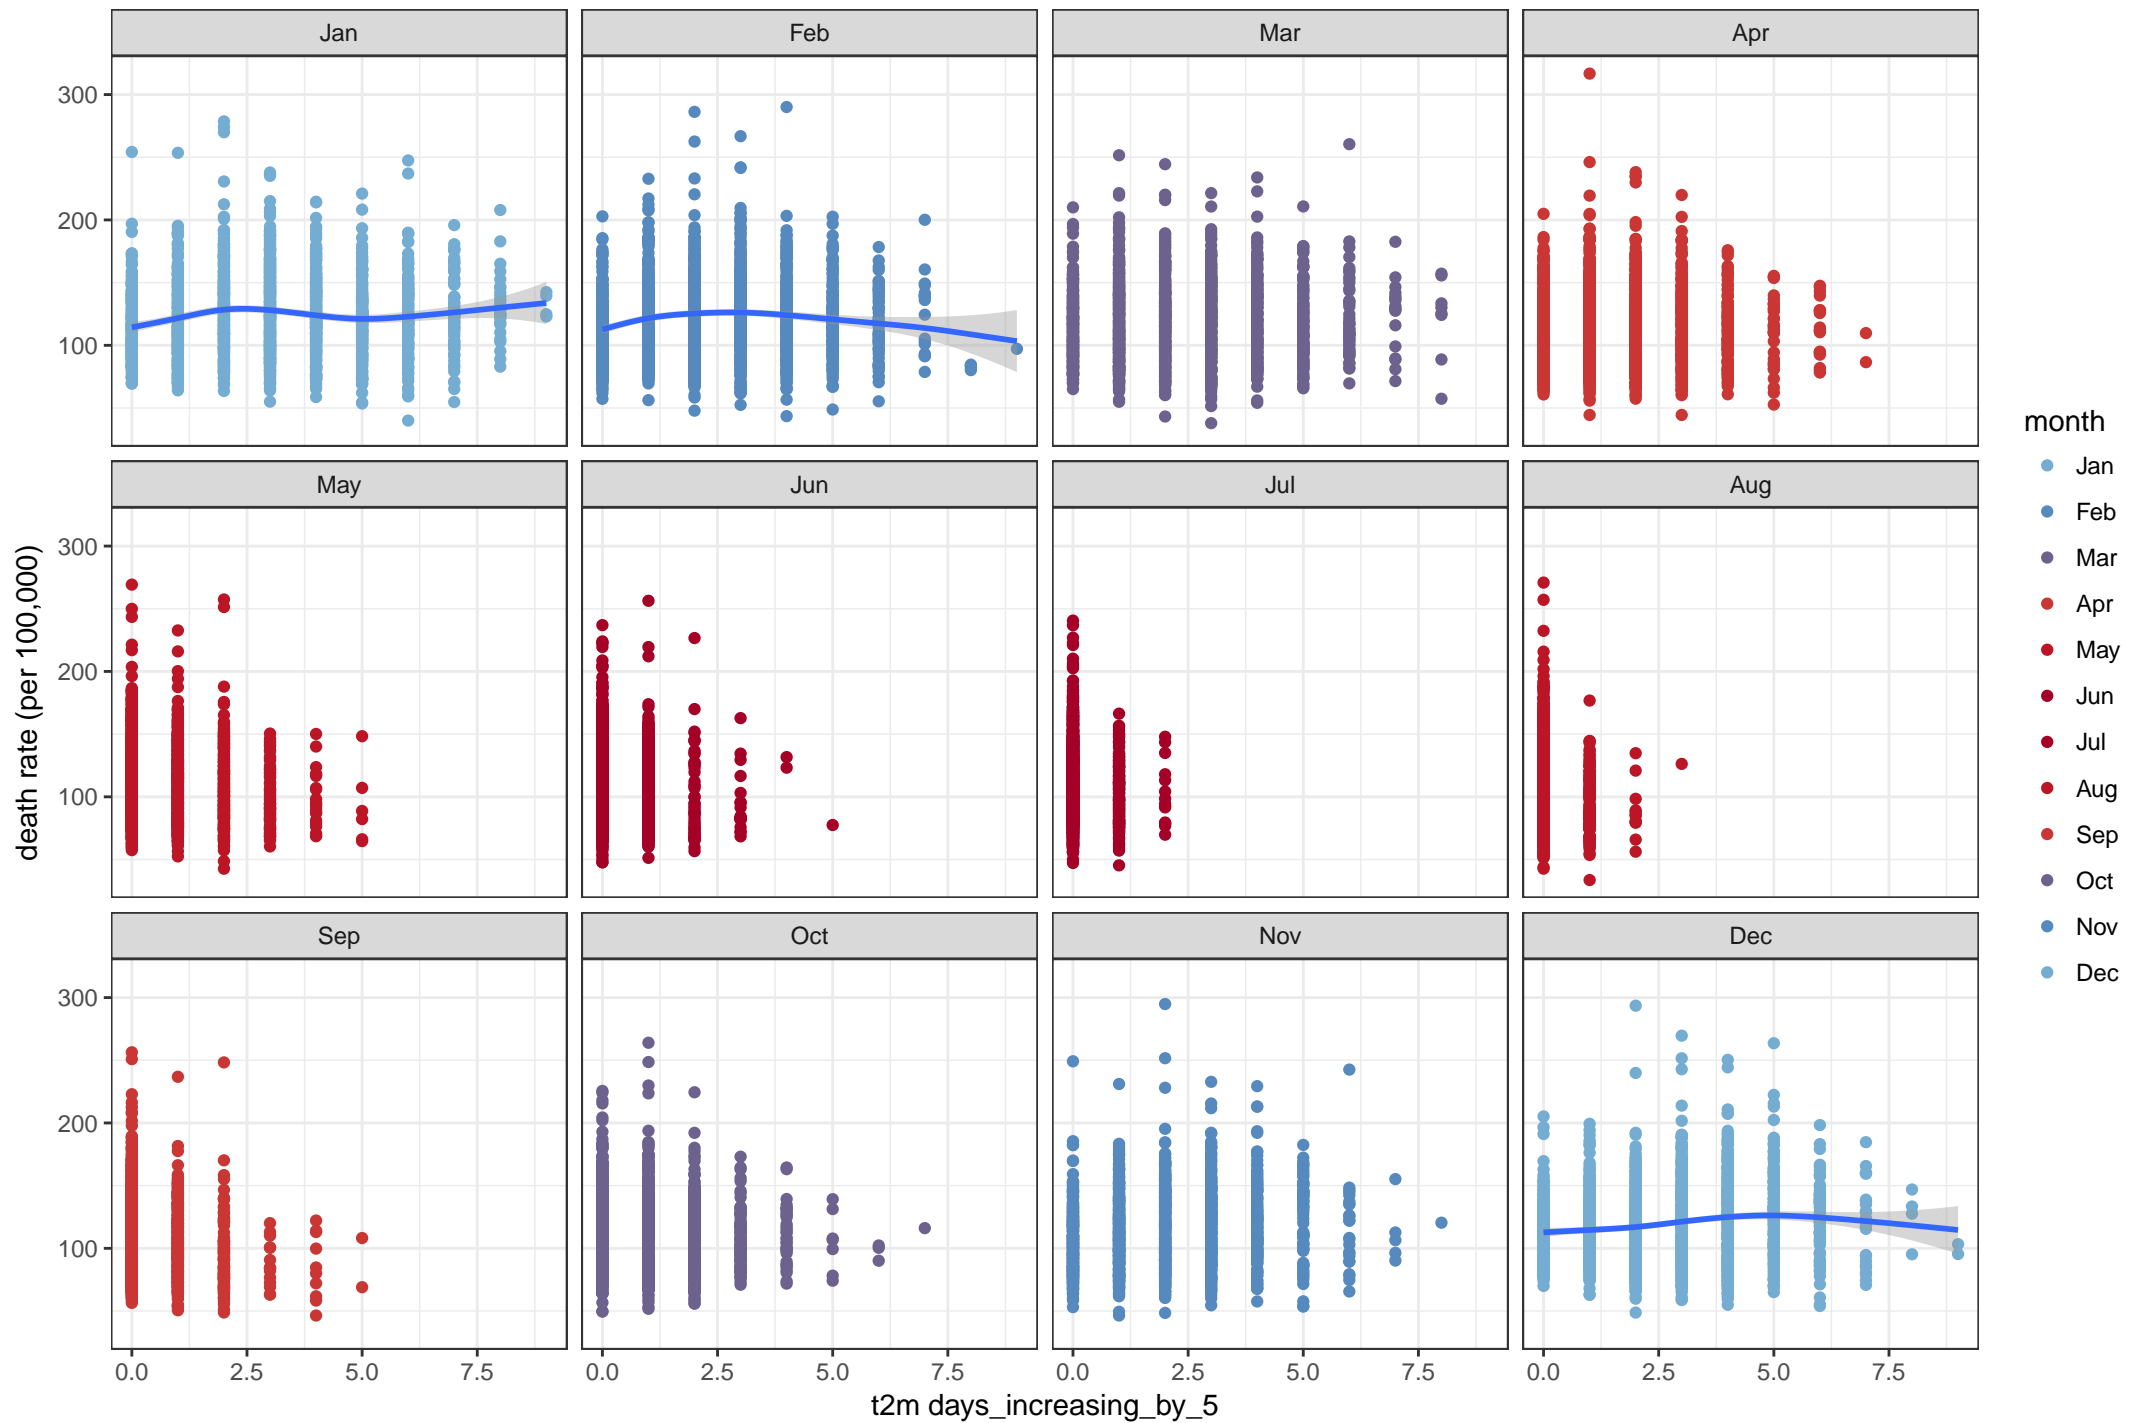 Jan Feb Mar Apr
300
200
100
May Jun Jul Aug
300
200
100
Sep Oct Nov Dec
300
200
100
0.0 2.5 5.0 7.5 0.0 2.5 5.0 7.5 0.0 2.5 5.0 7.5 0.0 2.5 5.0 7.5
t2m days_increasing_by_5
death rate (per 100,000)
month
Jan
Feb
Mar
Apr
May
Jun
Jul
Aug
Sep
Oct
Nov
Dec